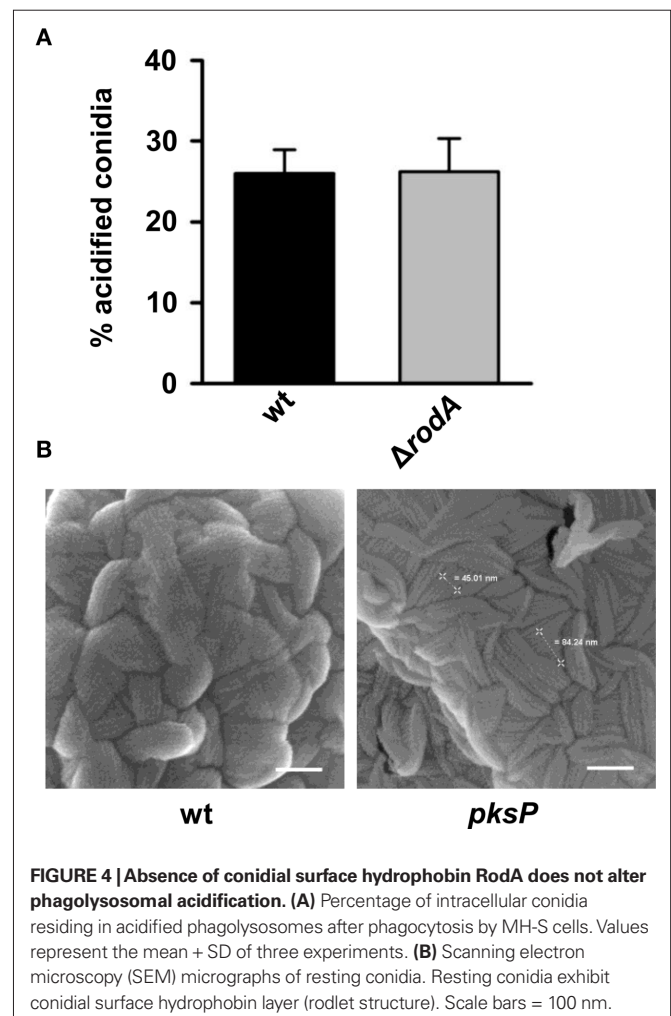 A
% acidified conidia
40
30
20
10
0
wt
ΔrodA
B
= 45.01 nm
= 84.24 nm
wt
pksP
FIGURE 4 | Absence of conidial surface hydrophobin RodA does not alter
phagolysosomal acidification. (A) Percentage of intracellular conidia
residing in acidified phagolysosomes after phagocytosis by MH-S cells. Values
represent the mean + SD of three experiments. (B) Scanning electron
microscopy (SEM) micrographs of resting conidia. Resting conidia exhibit
conidial surface hydrophobin layer (rodlet structure). Scale bars = 100 nm.